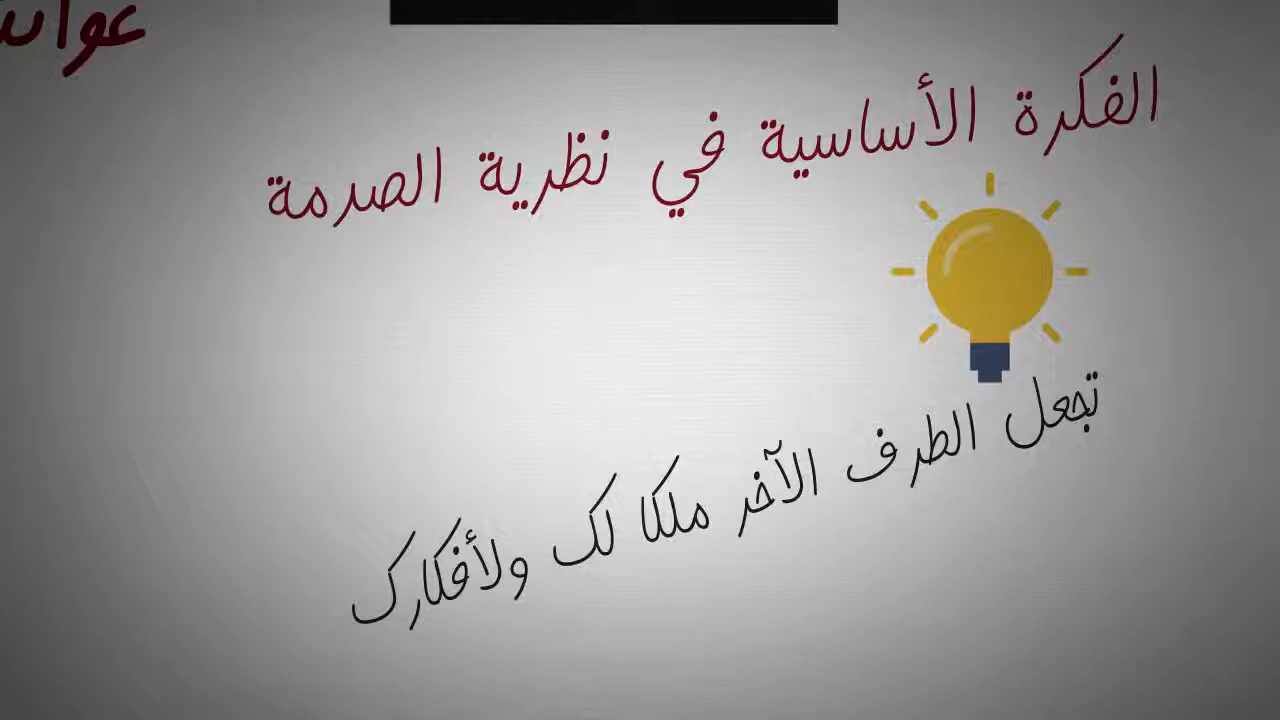 الفكرة الأساسية في نظرية الصدمة
تجعل الطرف الآخر ملكا لك ولأفكارك